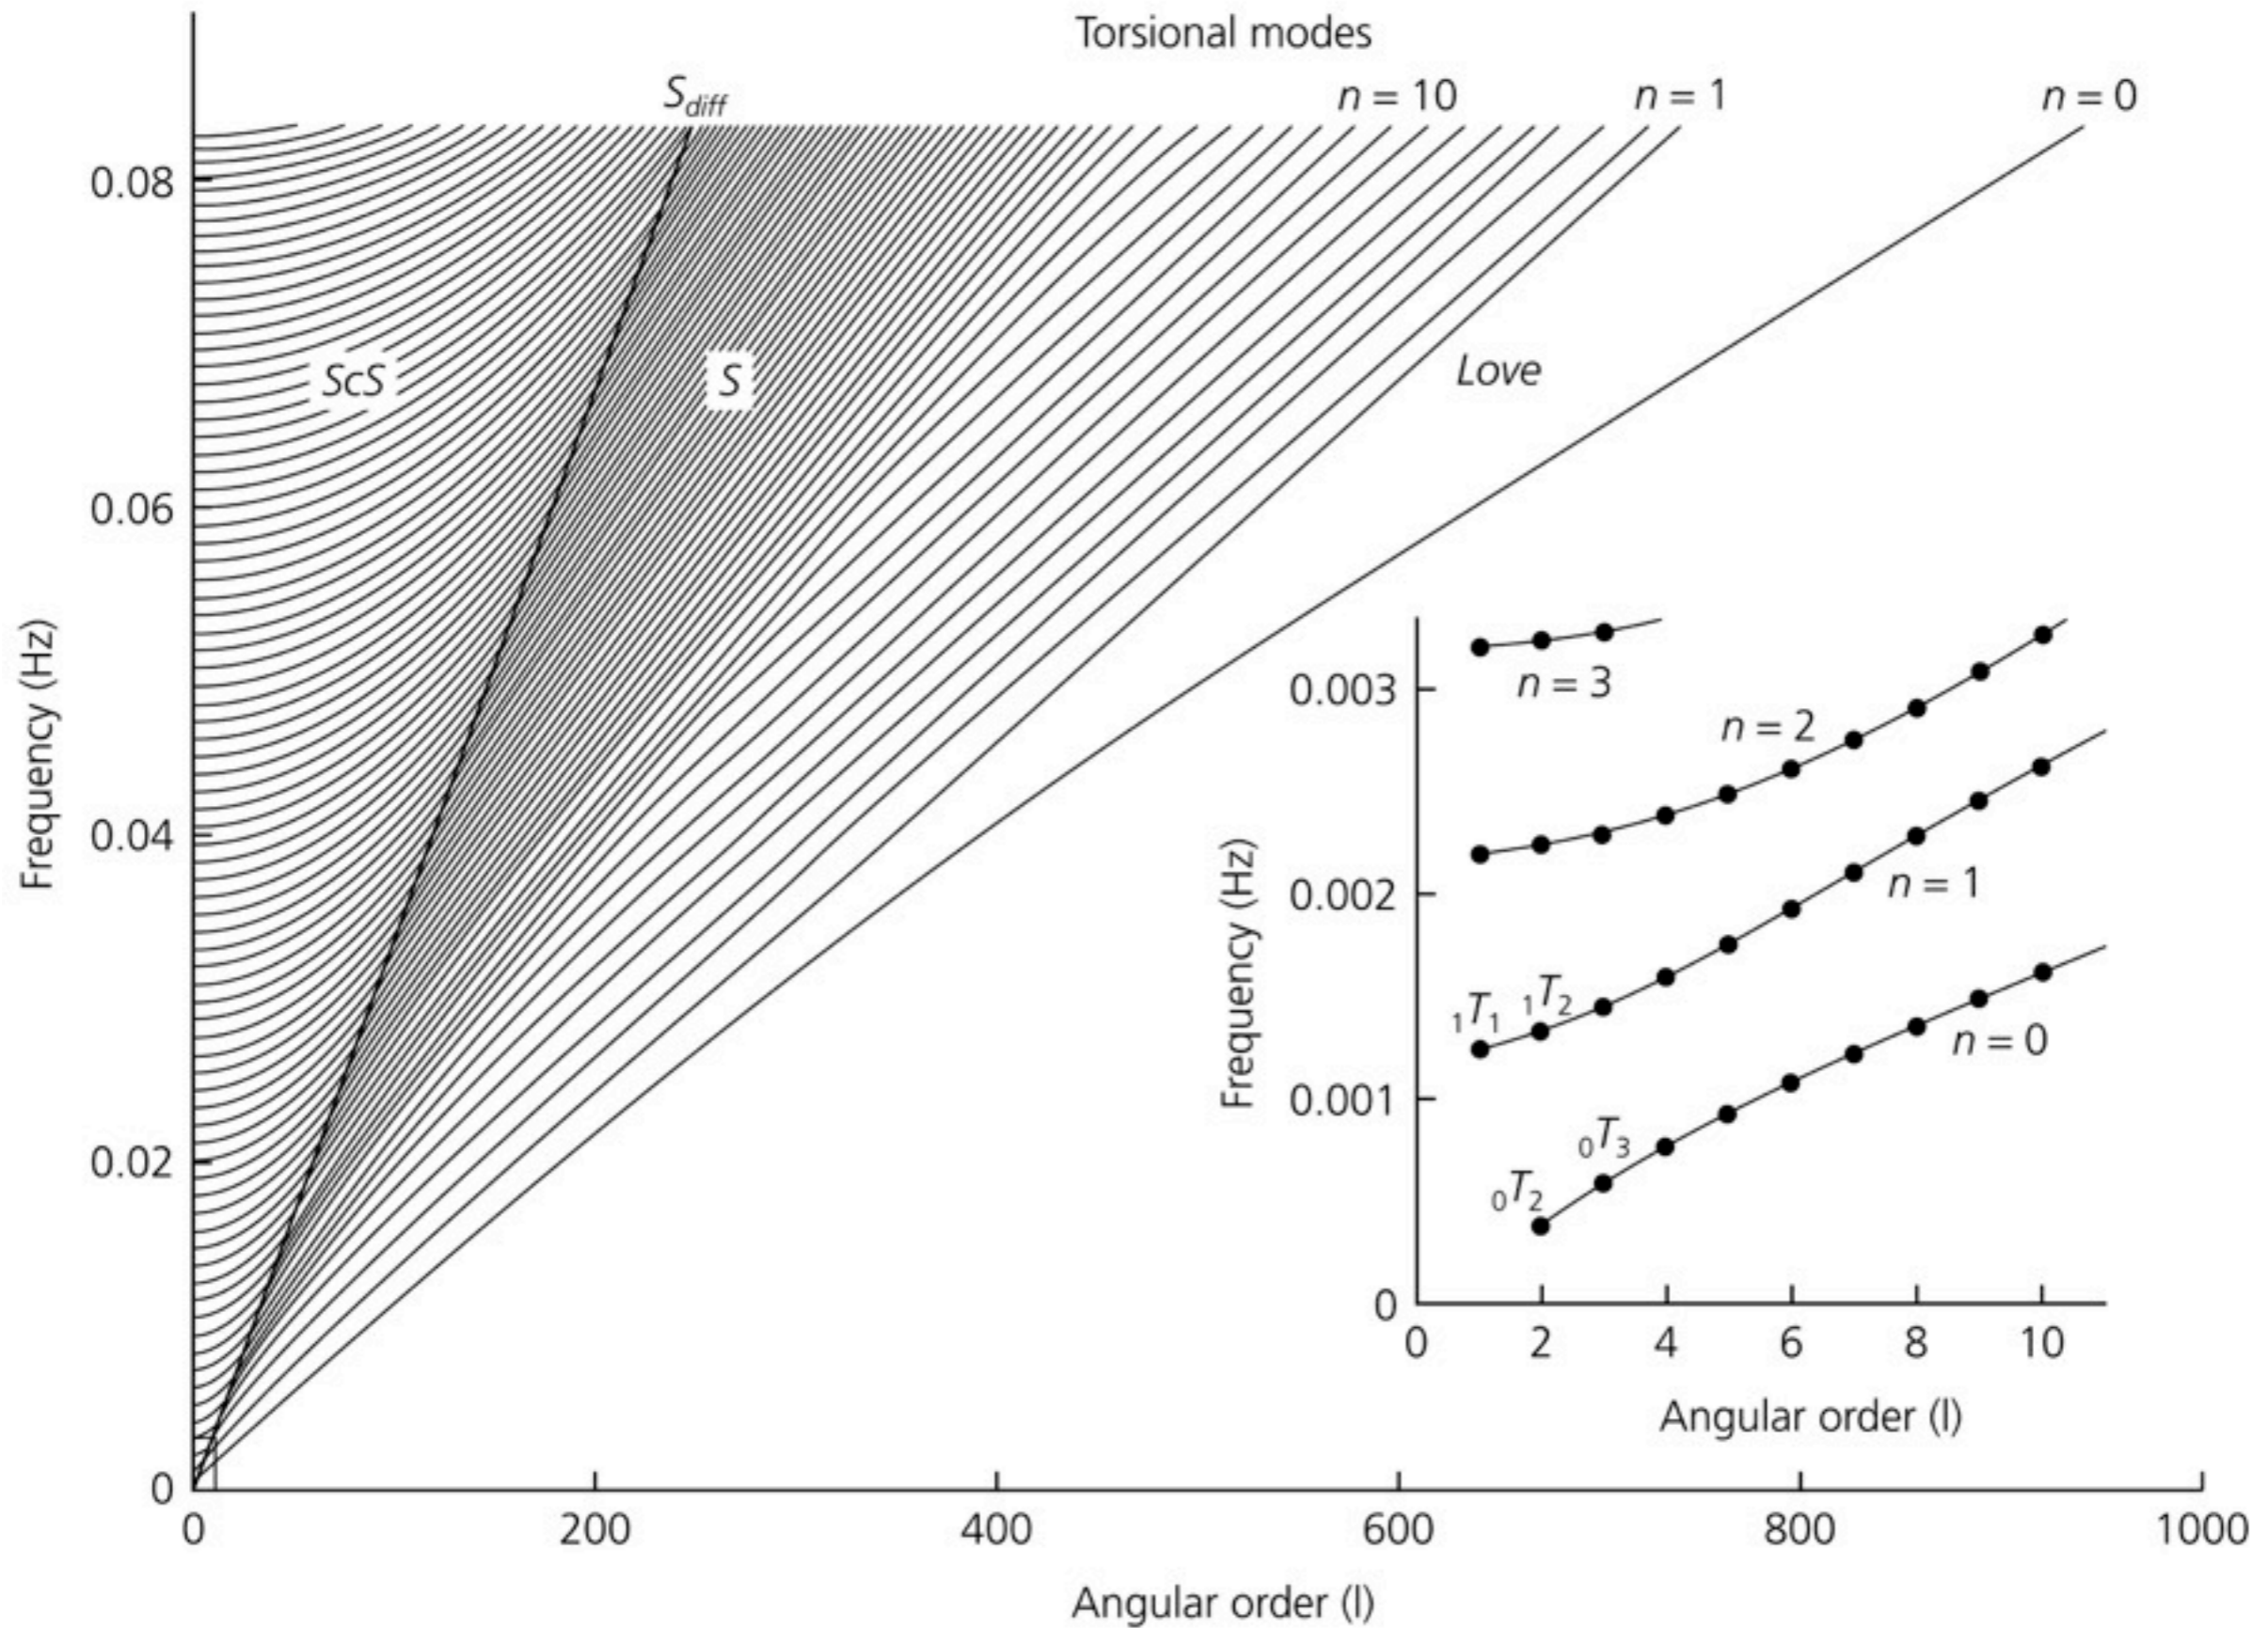 Torsional modes
S_diff
n = 10
n = 1
n = 0
0.08
ScS
S
Love
0.06
0.04
0.02
0
Frequency (Hz)
0
200
400
600
800
1000
Angular order (l)
0.003
0.002
0.001
0
Frequency (Hz)
n = 3
n = 2
n = 1
₁T₁
₁T₂
n = 0
₀T₃
₀T₂
0
2
4
6
8
10
Angular order (l)